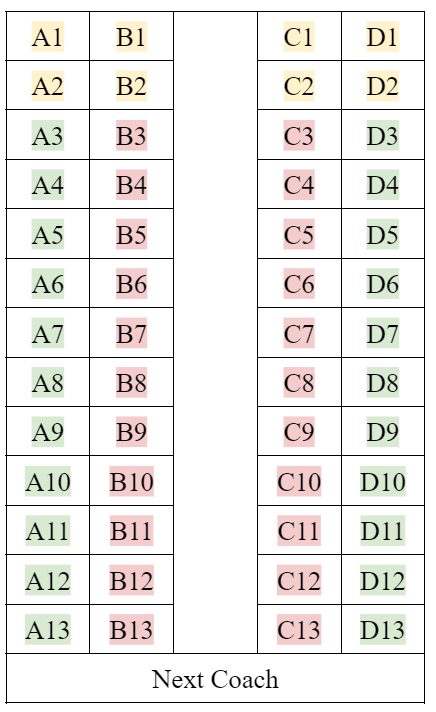 A1 B1 C1 D1
A2 B2 C2 D2
A3 B3 C3 D3
A4 B4 C4 D4
A5 B5 C5 D5
A6 B6 C6 D6
A7 B7 C7 D7
A8 B8 C8 D8
A9 B9 C9 D9
A10 B10 C10 D10
A11 B11 C11 D11
A12 B12 C12 D12
A13 B13 C13 D13
Next Coach